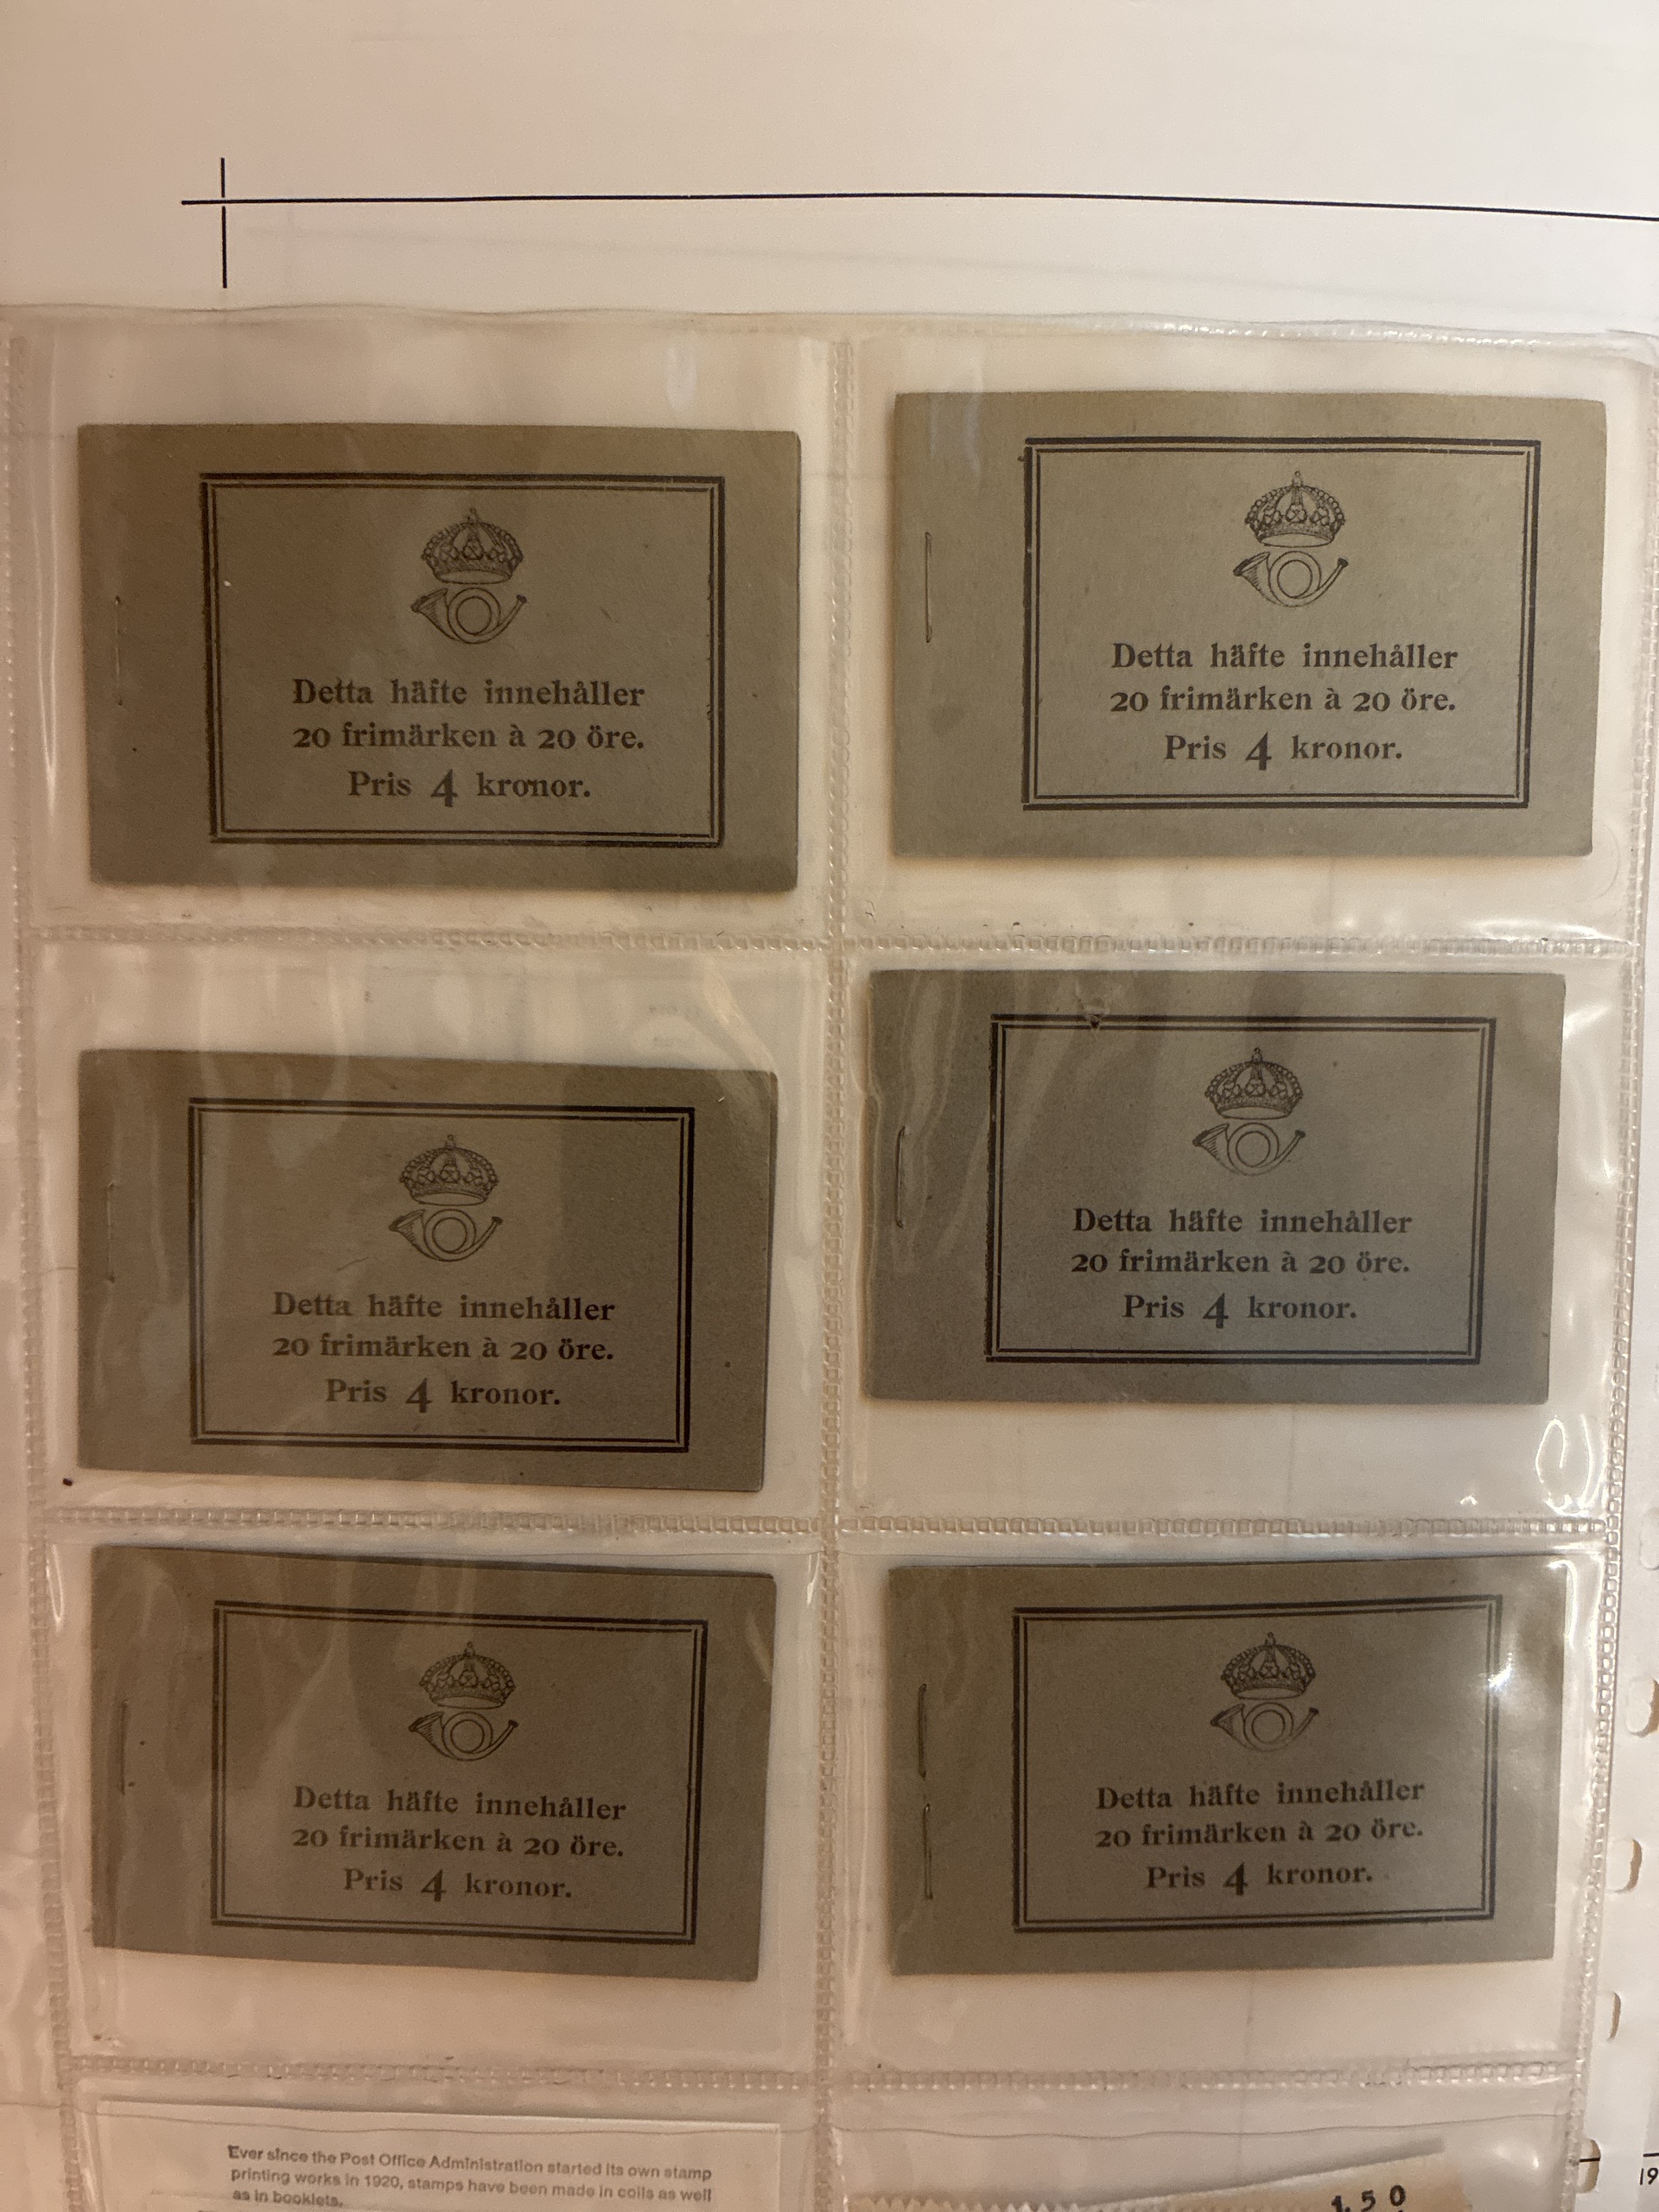 Detta häfte innehåller
20 frimärken à 20 öre.
Pris 4 kronor.
Detta häfte innehåller
20 frimärken à 20 öre.
Pris 4 kronor.
Detta häfte innehåller
20 frimärken à 20 öre.
Pris 4 kronor.
Detta häfte innehåller
20 frimärken à 20 öre.
Pris 4 kronor.
Detta häfte innehåller
20 frimärken à 20 öre.
Pris 4 kronor.
Detta häfte innehåller
20 frimärken à 20 öre.
Pris 4 kronor.
Ever since the Post Office Administration started its own stamp
printing works in 1920, stamps have been made in coils as well
as in booklets.
1.50
19